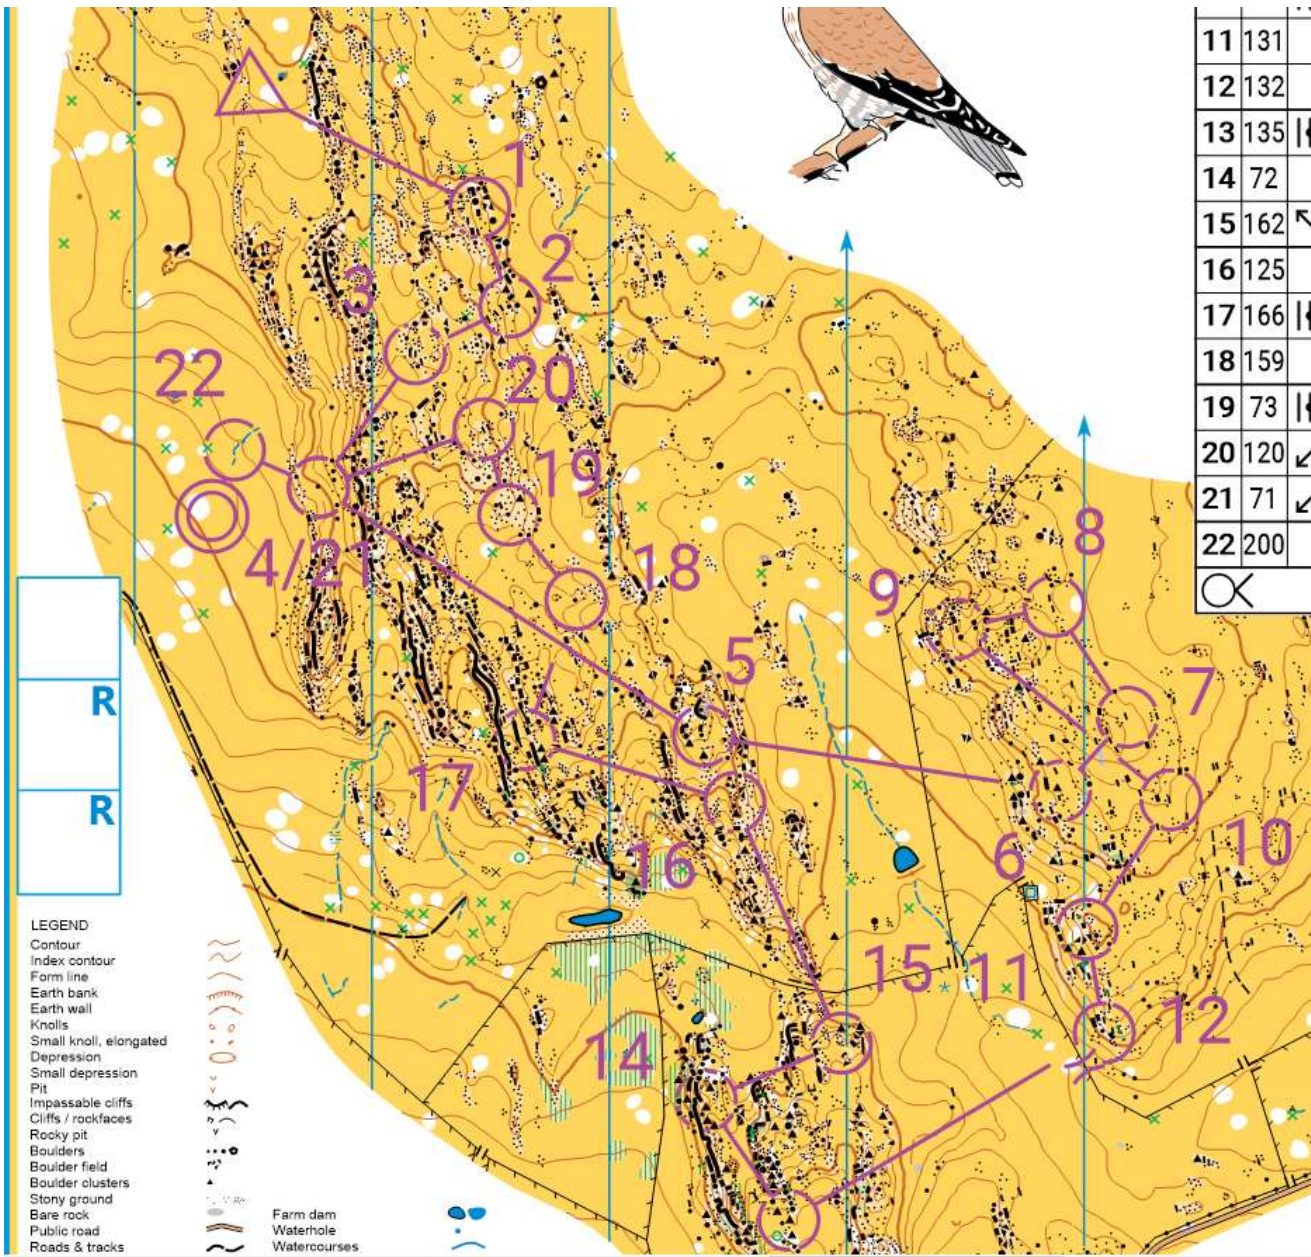 11 131
12 132
13 135
14 72
15 162
16 125
17 166
18 159
19 73
20 120
21 71
22 200
1
2
3
22
20
19
4/21
18
8
9
5
7
17
16
6
10
15
11
14
12
R
R
LEGEND
Contour
Index contour
Form line
Earth bank
Earth wall
Knolls
Small knoll, elongated
Depression
Small depression
Pit
Impassable cliffs
Cliffs / rockfaces
Rocky pit
Boulders
Boulder field
Boulder clusters
Stony ground
Bare rock
Public road
Roads & tracks
Farm dam
Waterhole
Watercourses